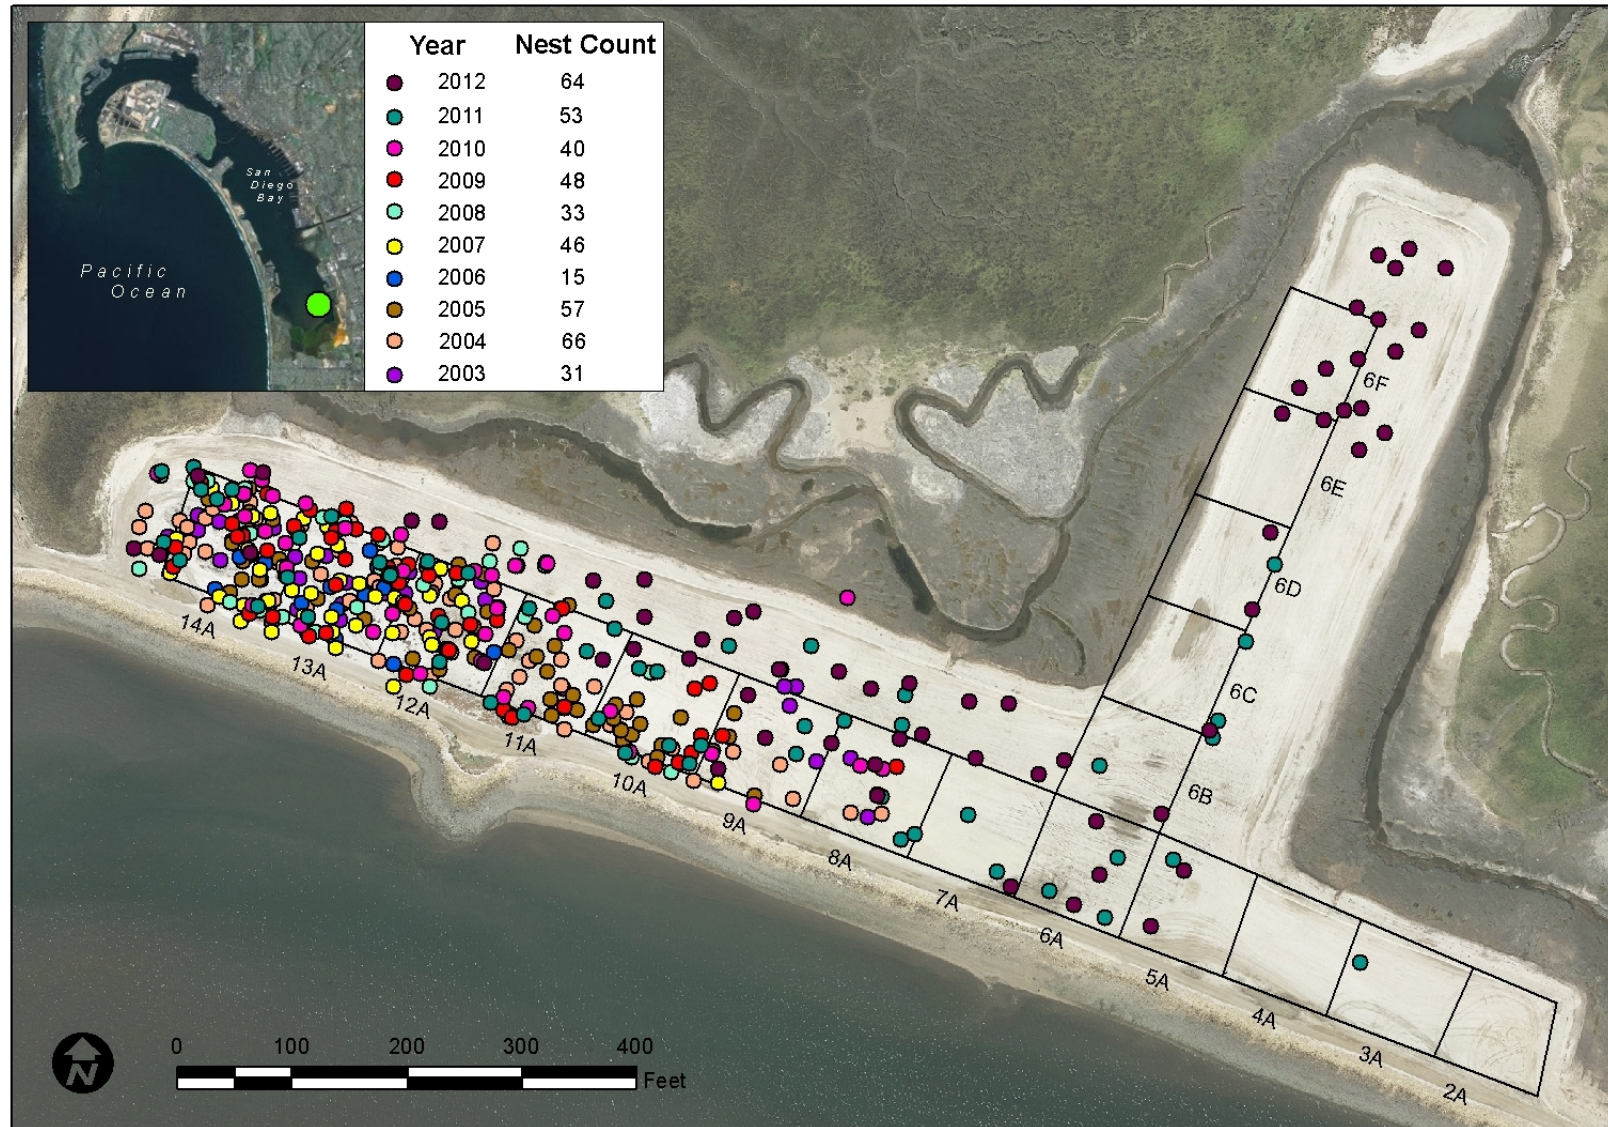 Year Nest Count
2012 64
2011 53
2010 40
2009 48
2008 33
2007 46
2006 15
2005 57
2004 66
2003 31
San
Diego
Bay
Pacific
Ocean
6F
6E
6D
6C
6B
14A
13A
12A
11A
10A
9A
8A
7A
6A
5A
4A
3A
2A
N
0 100 200 300 400
Feet